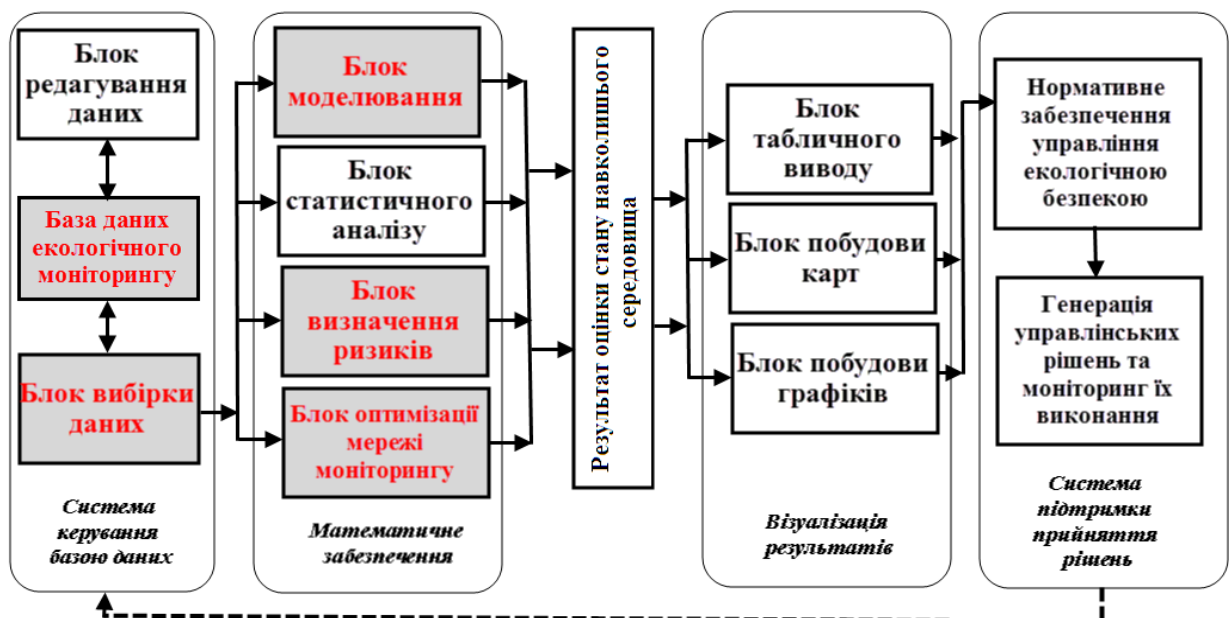 Блок
редагування
даних
База даних
екологічного
моніторингу
Блок вибірки
даних
Система
керування
базою даних
Блок
моделювання
Блок
статистичного
аналізу
Блок
визначення
ризиків
Блок оптимізації
мережі
моніторингу
Математичне
забезпечення
Результат оцінки стану навколишнього
середовища
Блок
табличного
виводу
Блок побудови
карт
Блок побудови
графіків
Візуалізація
результатів
Нормативне
забезпечення
управління
екологічною
безпекою
Генерація
управлінських
рішень та
моніторинг їх
виконання
Система
підтримки
прийняття
рішень